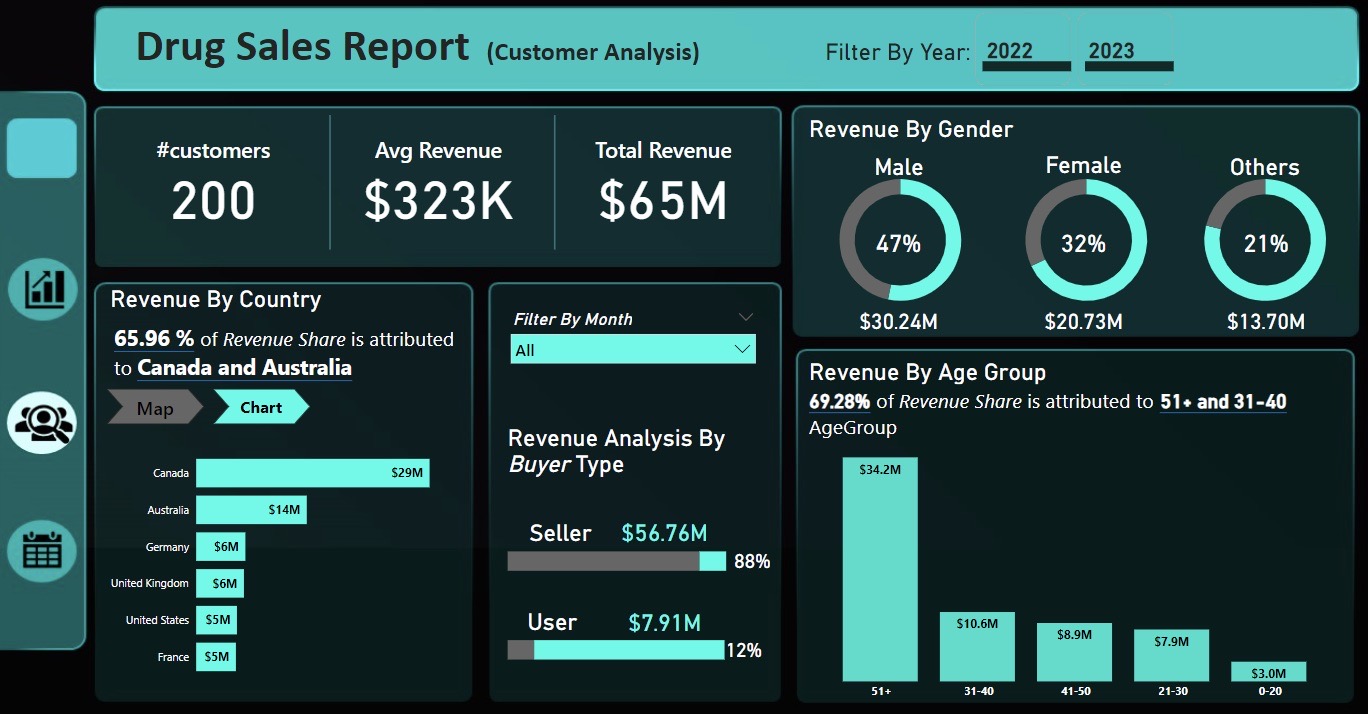 Drug Sales Report (Customer Analysis)
Filter By Year: 2022 2023
#customers
200
Avg Revenue
$323K
Total Revenue
$65M
Revenue By Gender
Male
47%
$30.24M
Female
32%
$20.73M
Others
21%
$13.70M
Revenue By Country
65.96 % of Revenue Share is attributed
to Canada and Australia
Map
Chart
Canada $29M
Australia $14M
Germany $6M
United Kingdom $6M
United States $5M
France $5M
Filter By Month
All
Revenue Analysis By
Buyer Type
Seller $56.76M
88%
User $7.91M
12%
Revenue By Age Group
69.28% of Revenue Share is attributed to 51+ and 31-40
AgeGroup
$34.2M
$10.6M
$8.9M
$7.9M
$3.0M
51+ 31-40 41-50 21-30 0-20